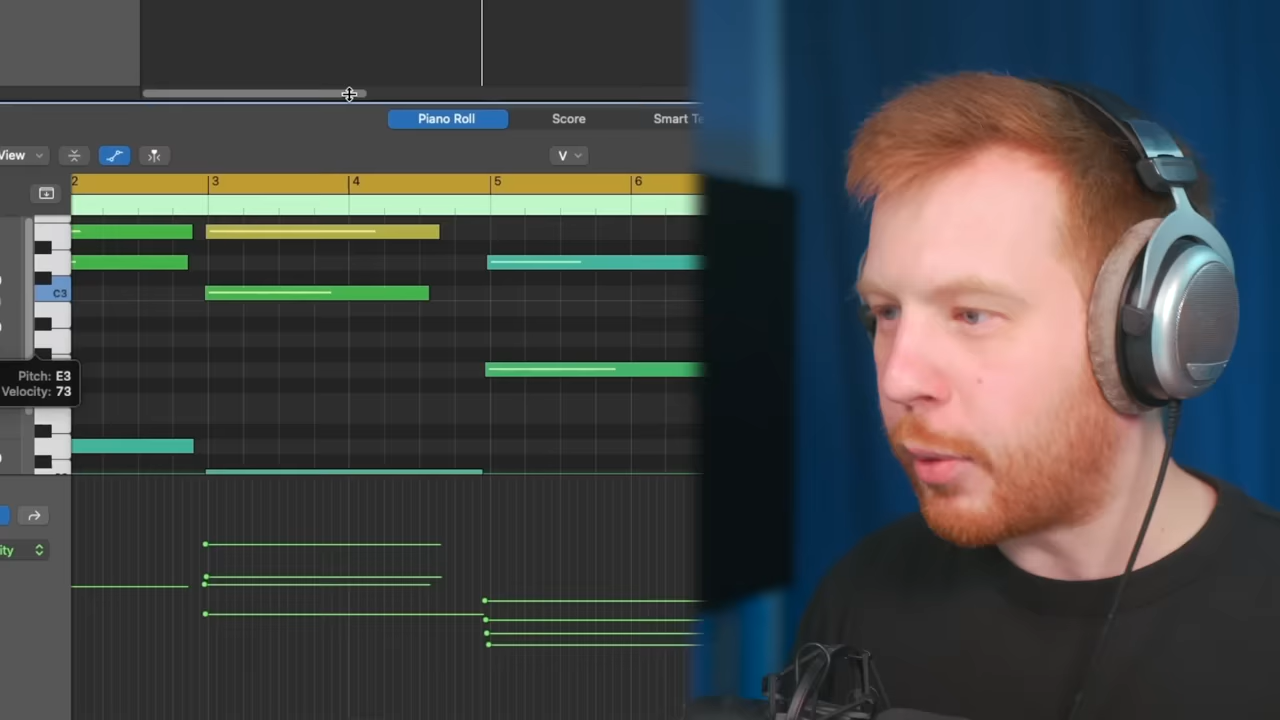 Piano Roll
Score
Smart Te
View
V
2
3
4
5
6
C3
Pitch: E3
Velocity: 73
ity